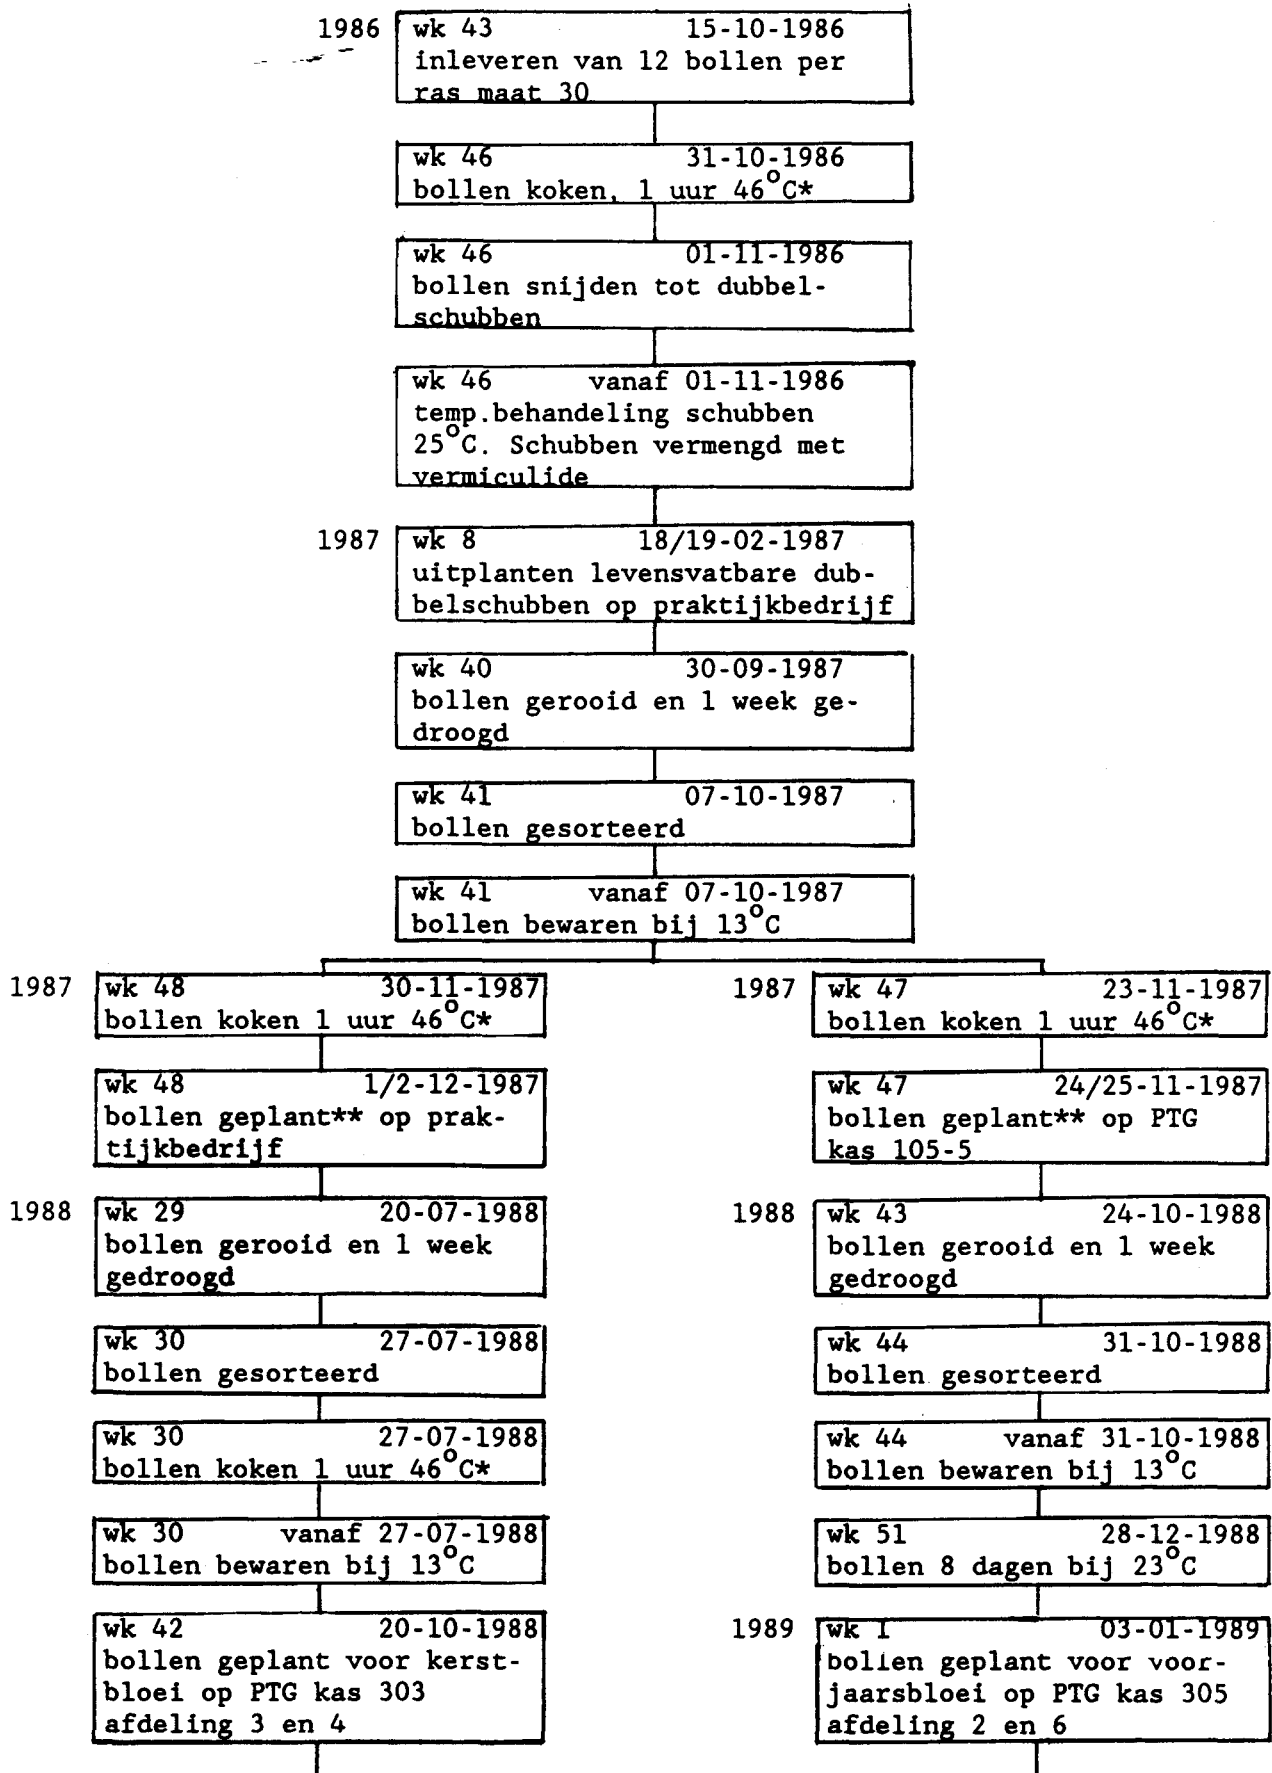 1986 wk 43 15-10-1986
inleveren van 12 bollen per
ras maat 30
wk 46 31-10-1986
bollen koken, 1 uur 46°C*
wk 46 01-11-1986
bollen snijden tot dubbel-
schubben
wk 46 vanaf 01-11-1986
temp.behandeling schubben
25°C. Schubben vermengd met
vermiculide
1987 wk 8 18/19-02-1987
uitplanten levensvatbare dub-
belschubben op praktijkbedrijf
wk 40 30-09-1987
bollen gerooid en 1 week ge-
droogd
wk 41 07-10-1987
bollen gesorteerd
wk 41 vanaf 07-10-1987
bollen bewaren bij 13°C
1987 wk 48 30-11-1987
bollen koken 1 uur 46°C*
wk 48 1/2-12-1987
bollen geplant** op prak-
tijkbedrijf
1988 wk 29 20-07-1988
bollen gerooid en 1 week
gedroogd
wk 30 27-07-1988
bollen gesorteerd
wk 30 27-07-1988
bollen koken 1 uur 46°C*
wk 30 vanaf 27-07-1988
bollen bewaren bij 13°C
wk 42 20-10-1988
bollen geplant voor kerst-
bloei op PTG kas 303
afdeling 3 en 4
1987 wk 47 23-11-1987
bollen koken 1 uur 46°C*
wk 47 24/25-11-1987
bollen geplant** op PTG
kas 105-5
1988 wk 43 24-10-1988
bollen gerooid en 1 week
gedroogd
wk 44 31-10-1988
bollen gesorteerd
wk 44 vanaf 31-10-1988
bollen bewaren bij 13°C
wk 51 28-12-1988
bollen 8 dagen bij 23°C
1989 wk 1 03-01-1989
bollen geplant voor voor-
jaarsbloei op PTG kas 305
afdeling 2 en 6